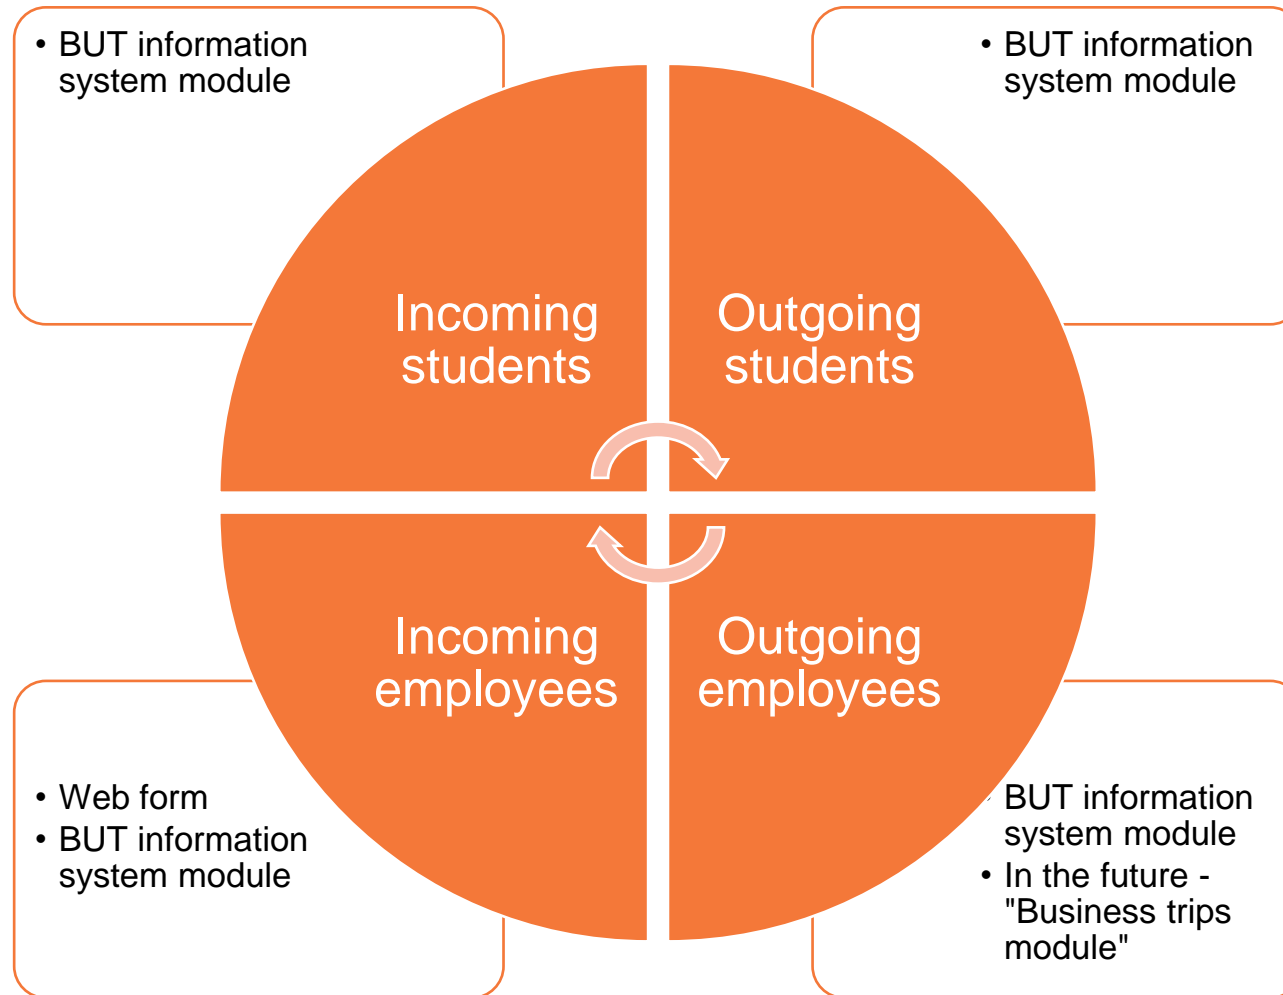 • BUT information
system module
• BUT information
system module
Incoming
students
Outgoing
students
Incoming
employees
Outgoing
employees
• Web form
• BUT information
system module
• BUT information
system module
• In the future -
"Business trips
module"